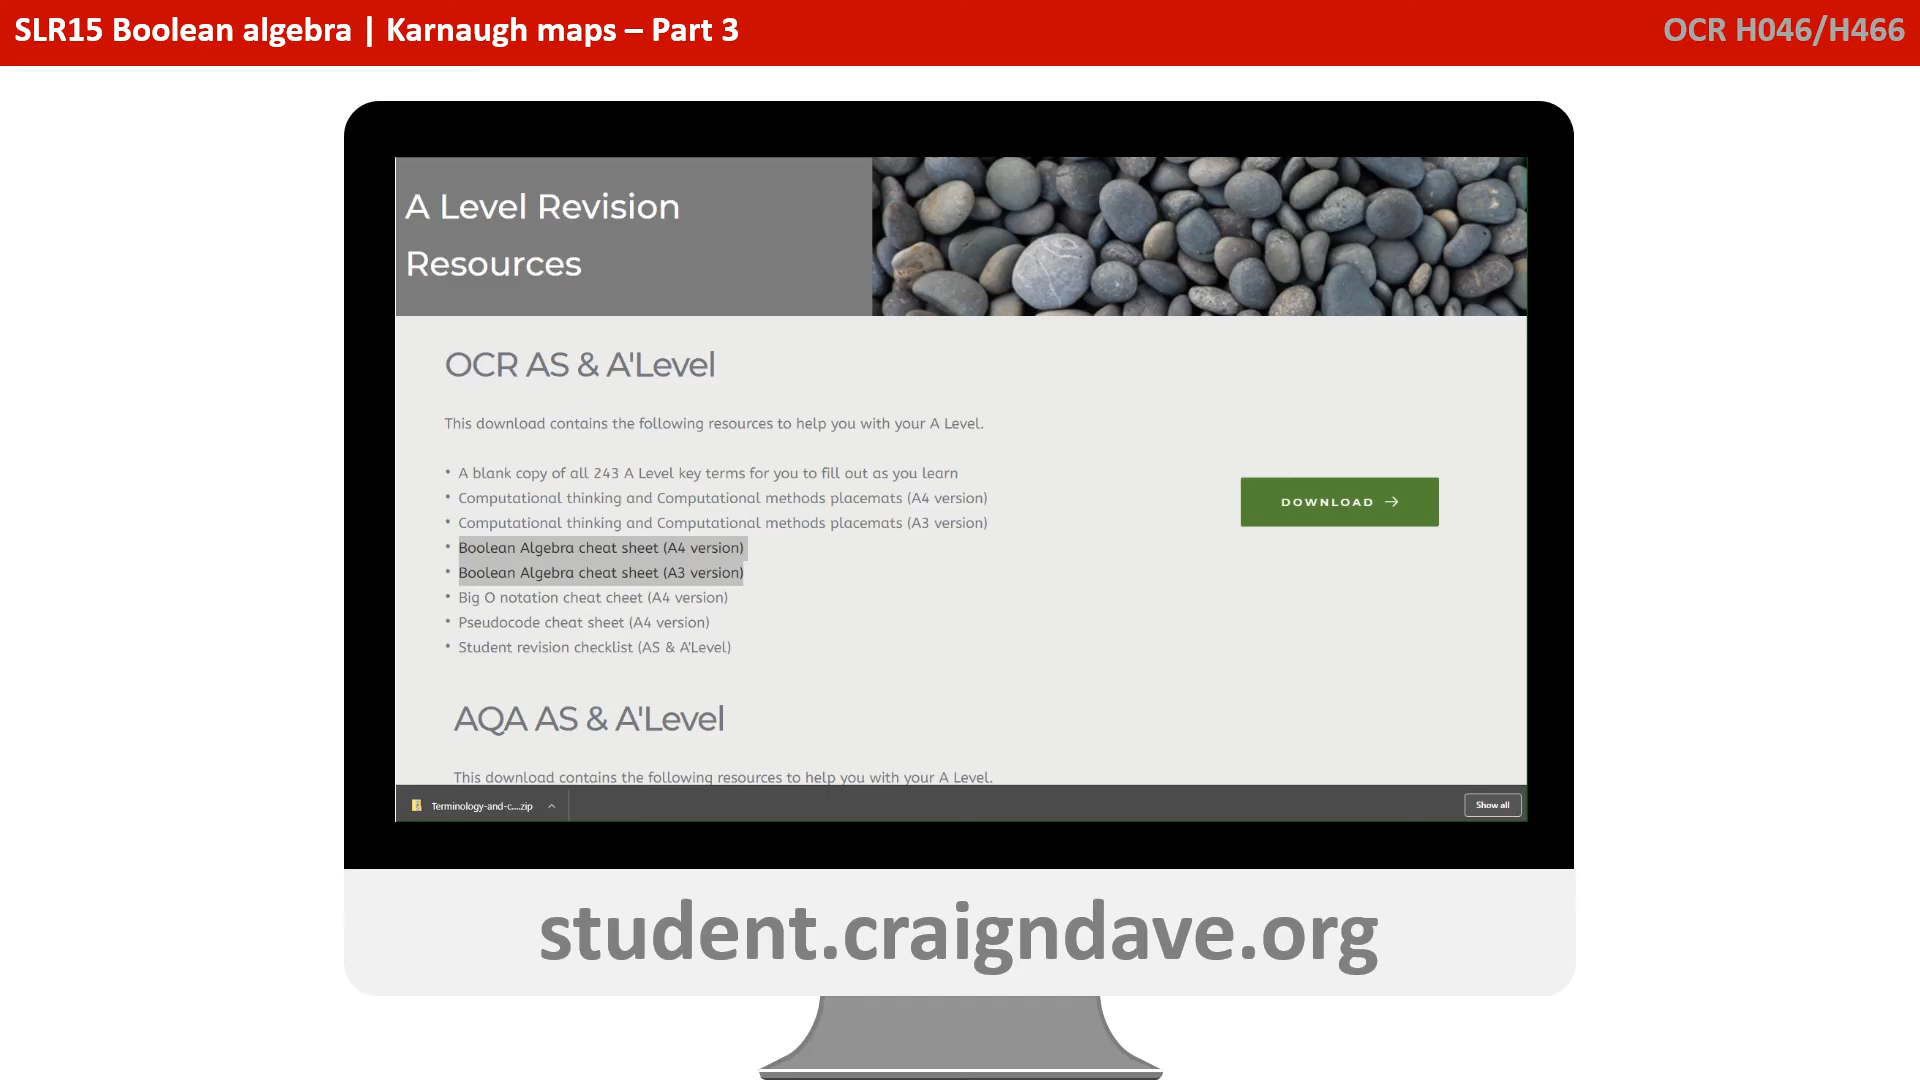 SLR15 Boolean algebra | Karnaugh maps – Part 3
OCR H046/H466
A Level Revision
Resources
OCR AS & A'Level
This download contains the following resources to help you with your A Level.
• A blank copy of all 243 A Level key terms for you to fill out as you learn
• Computational thinking and Computational methods placemats (A4 version)
• Computational thinking and Computational methods placemats (A3 version)
• Boolean Algebra cheat sheet (A4 version)
• Boolean Algebra cheat sheet (A3 version)
• Big O notation cheat cheet (A4 version)
• Pseudocode cheat sheet (A4 version)
• Student revision checklist (AS & A'Level)
DOWNLOAD →
AQA AS & A'Level
This download contains the following resources to help you with your A Level.
Terminology-and-c....zip
Show all
student.craigndave.org